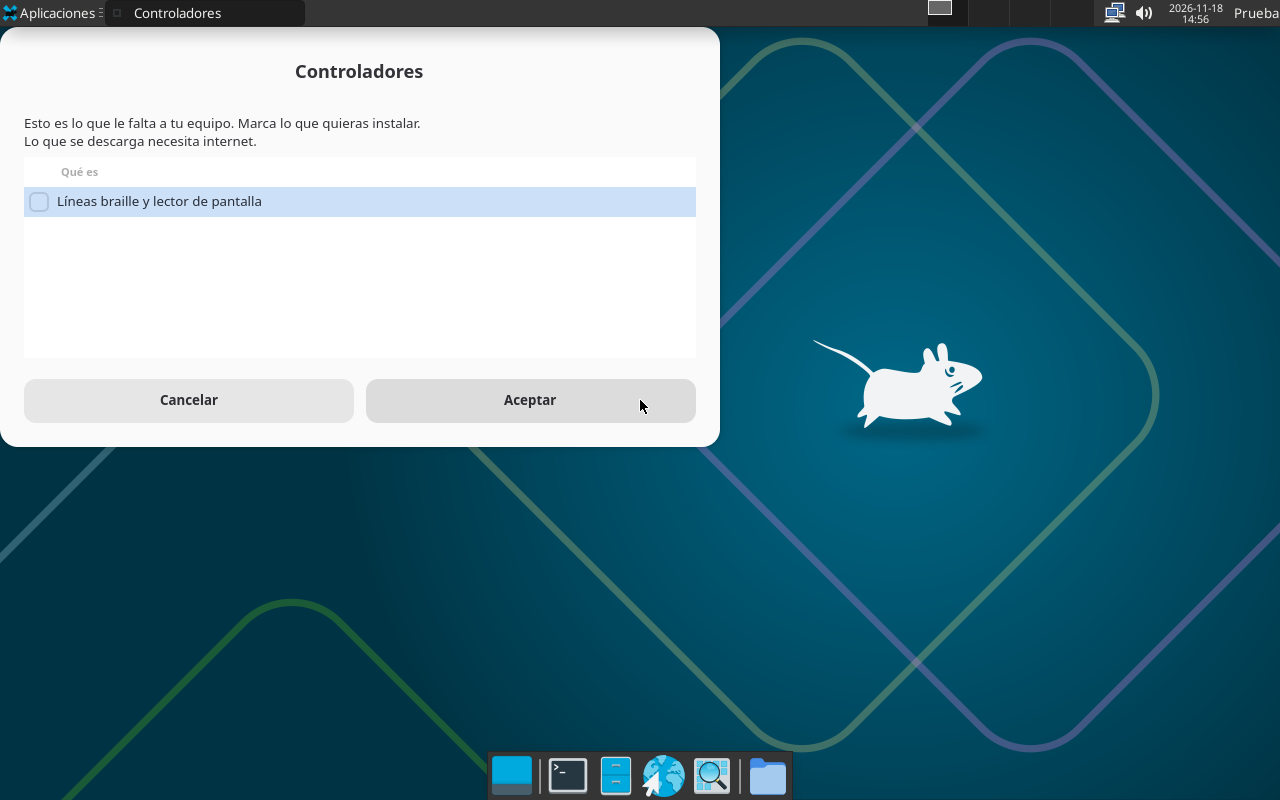 Aplicaciones
Controladores
2026-11-18
14:56
Prueba
Controladores
Esto es lo que le falta a tu equipo. Marca lo que quieras instalar.
Lo que se descarga necesita internet.
Qué es
Líneas braille y lector de pantalla
Cancelar
Aceptar